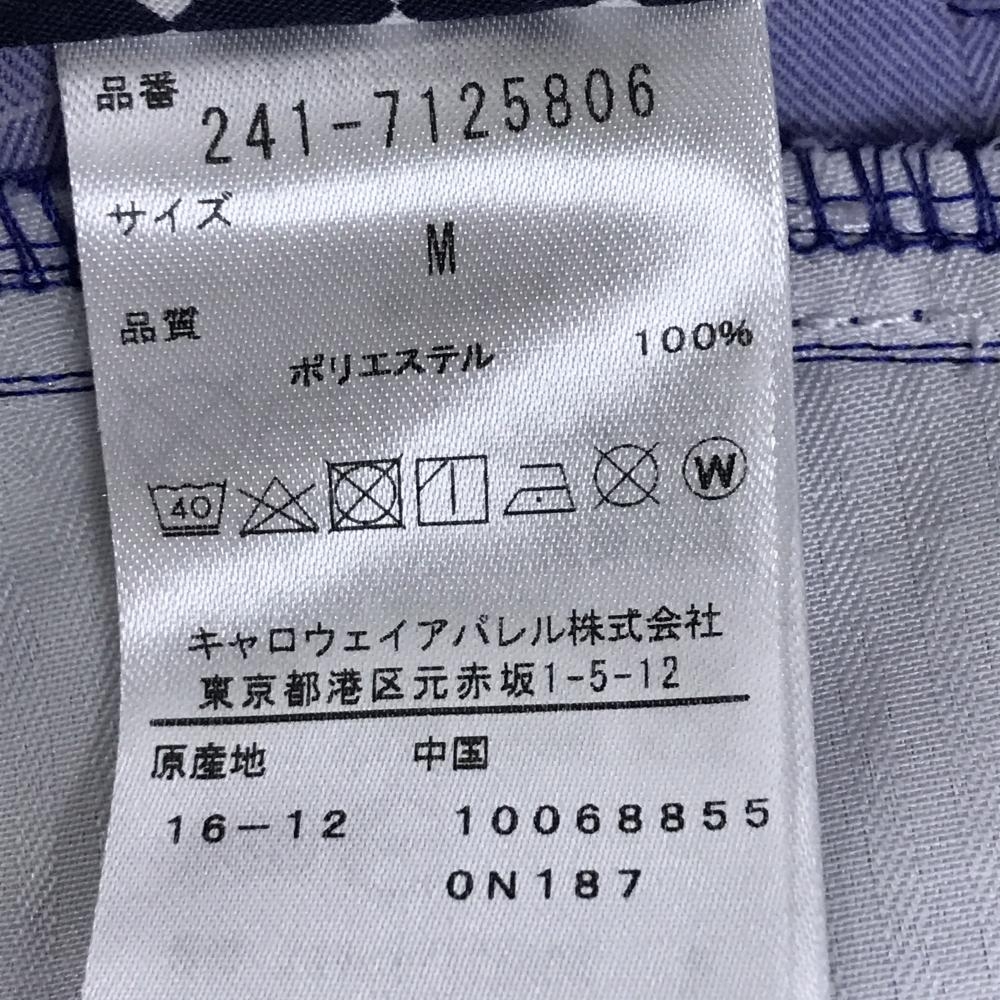 品番
241-7125806
サイズ
M
品質
ポリエステル 100%
40
W
キャロウェイアパレル株式会社
東京都港区元赤坂1-5-12
原産地 中国
16-12 10068855
0N187